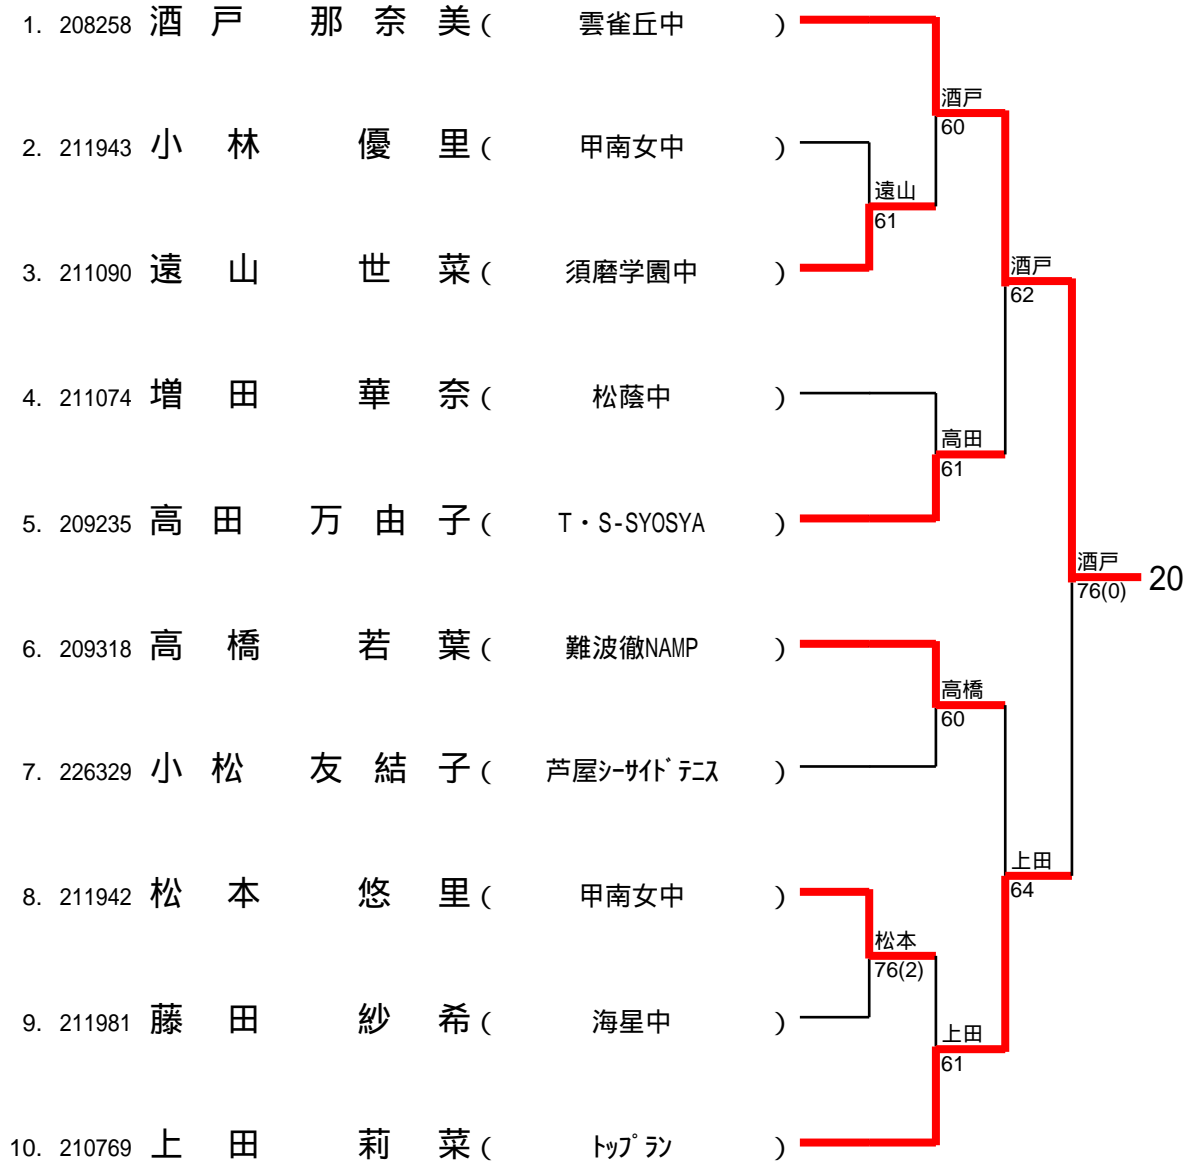 1. 208258 酒戸 那奈美 ( 雲雀丘中 )
酒戸
60
2. 211943 小林 優里 ( 甲南女中 )
遠山
61
3. 211090 遠山 世菜 ( 須磨学園中 )
酒戸
62
4. 211074 増田 華奈 ( 松蔭中 )
高田
61
5. 209235 高田 万由子 ( T・S-SYOSYA )
酒戸
76(0)
20
6. 209318 高橋 若葉 ( 難波徹NAMP )
高橋
60
7. 226329 小松 友結子 ( 芦屋ｼｰｻｲﾄﾞﾃﾆｽ )
上田
64
8. 211942 松本 悠里 ( 甲南女中 )
松本
76(2)
9. 211981 藤田 紗希 ( 海星中 )
上田
61
10. 210769 上田 莉菜 ( ﾄｯﾌﾟﾗﾝ )